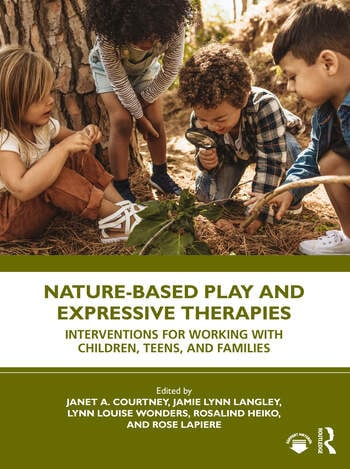 NATURE-BASED PLAY AND
EXPRESSIVE THERAPIES
INTERVENTIONS FOR WORKING WITH
CHILDREN, TEENS, AND FAMILIES
Edited by
JANET A. COURTNEY, JAMIE LYNN LANGLEY,
LYNN LOUISE WONDERS, ROSALIND HEIKO,
AND ROSE LAPIERE